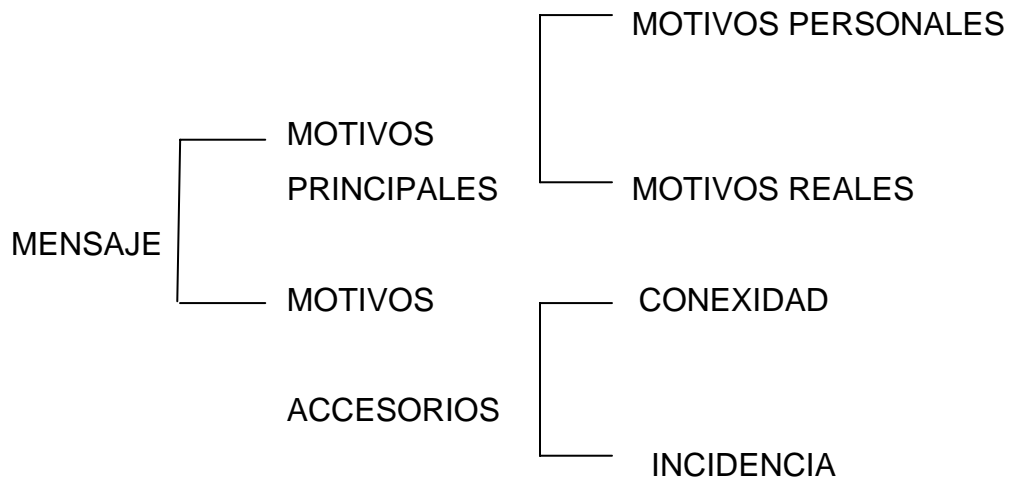 MOTIVOS PERSONALES
MOTIVOS
PRINCIPALES
MOTIVOS REALES
MENSAJE
MOTIVOS
CONEXIDAD
ACCESORIOS
INCIDENCIA